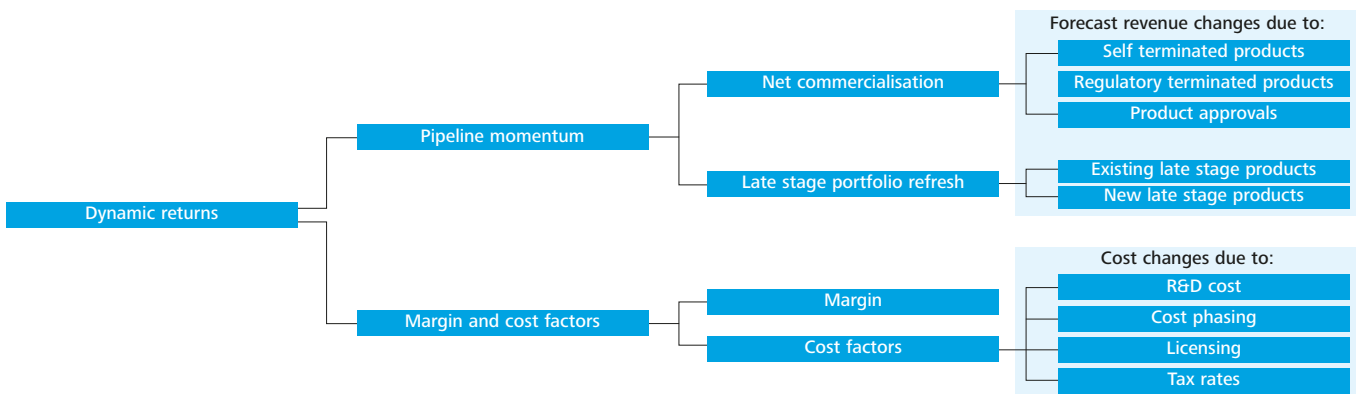 Forecast revenue changes due to:
Self terminated products
Net commercialisation
Regulatory terminated products
Product approvals
Pipeline momentum
Existing late stage products
Late stage portfolio refresh
New late stage products
Dynamic returns
Cost changes due to:
R&D cost
Margin
Margin and cost factors
Cost phasing
Cost factors
Licensing
Tax rates